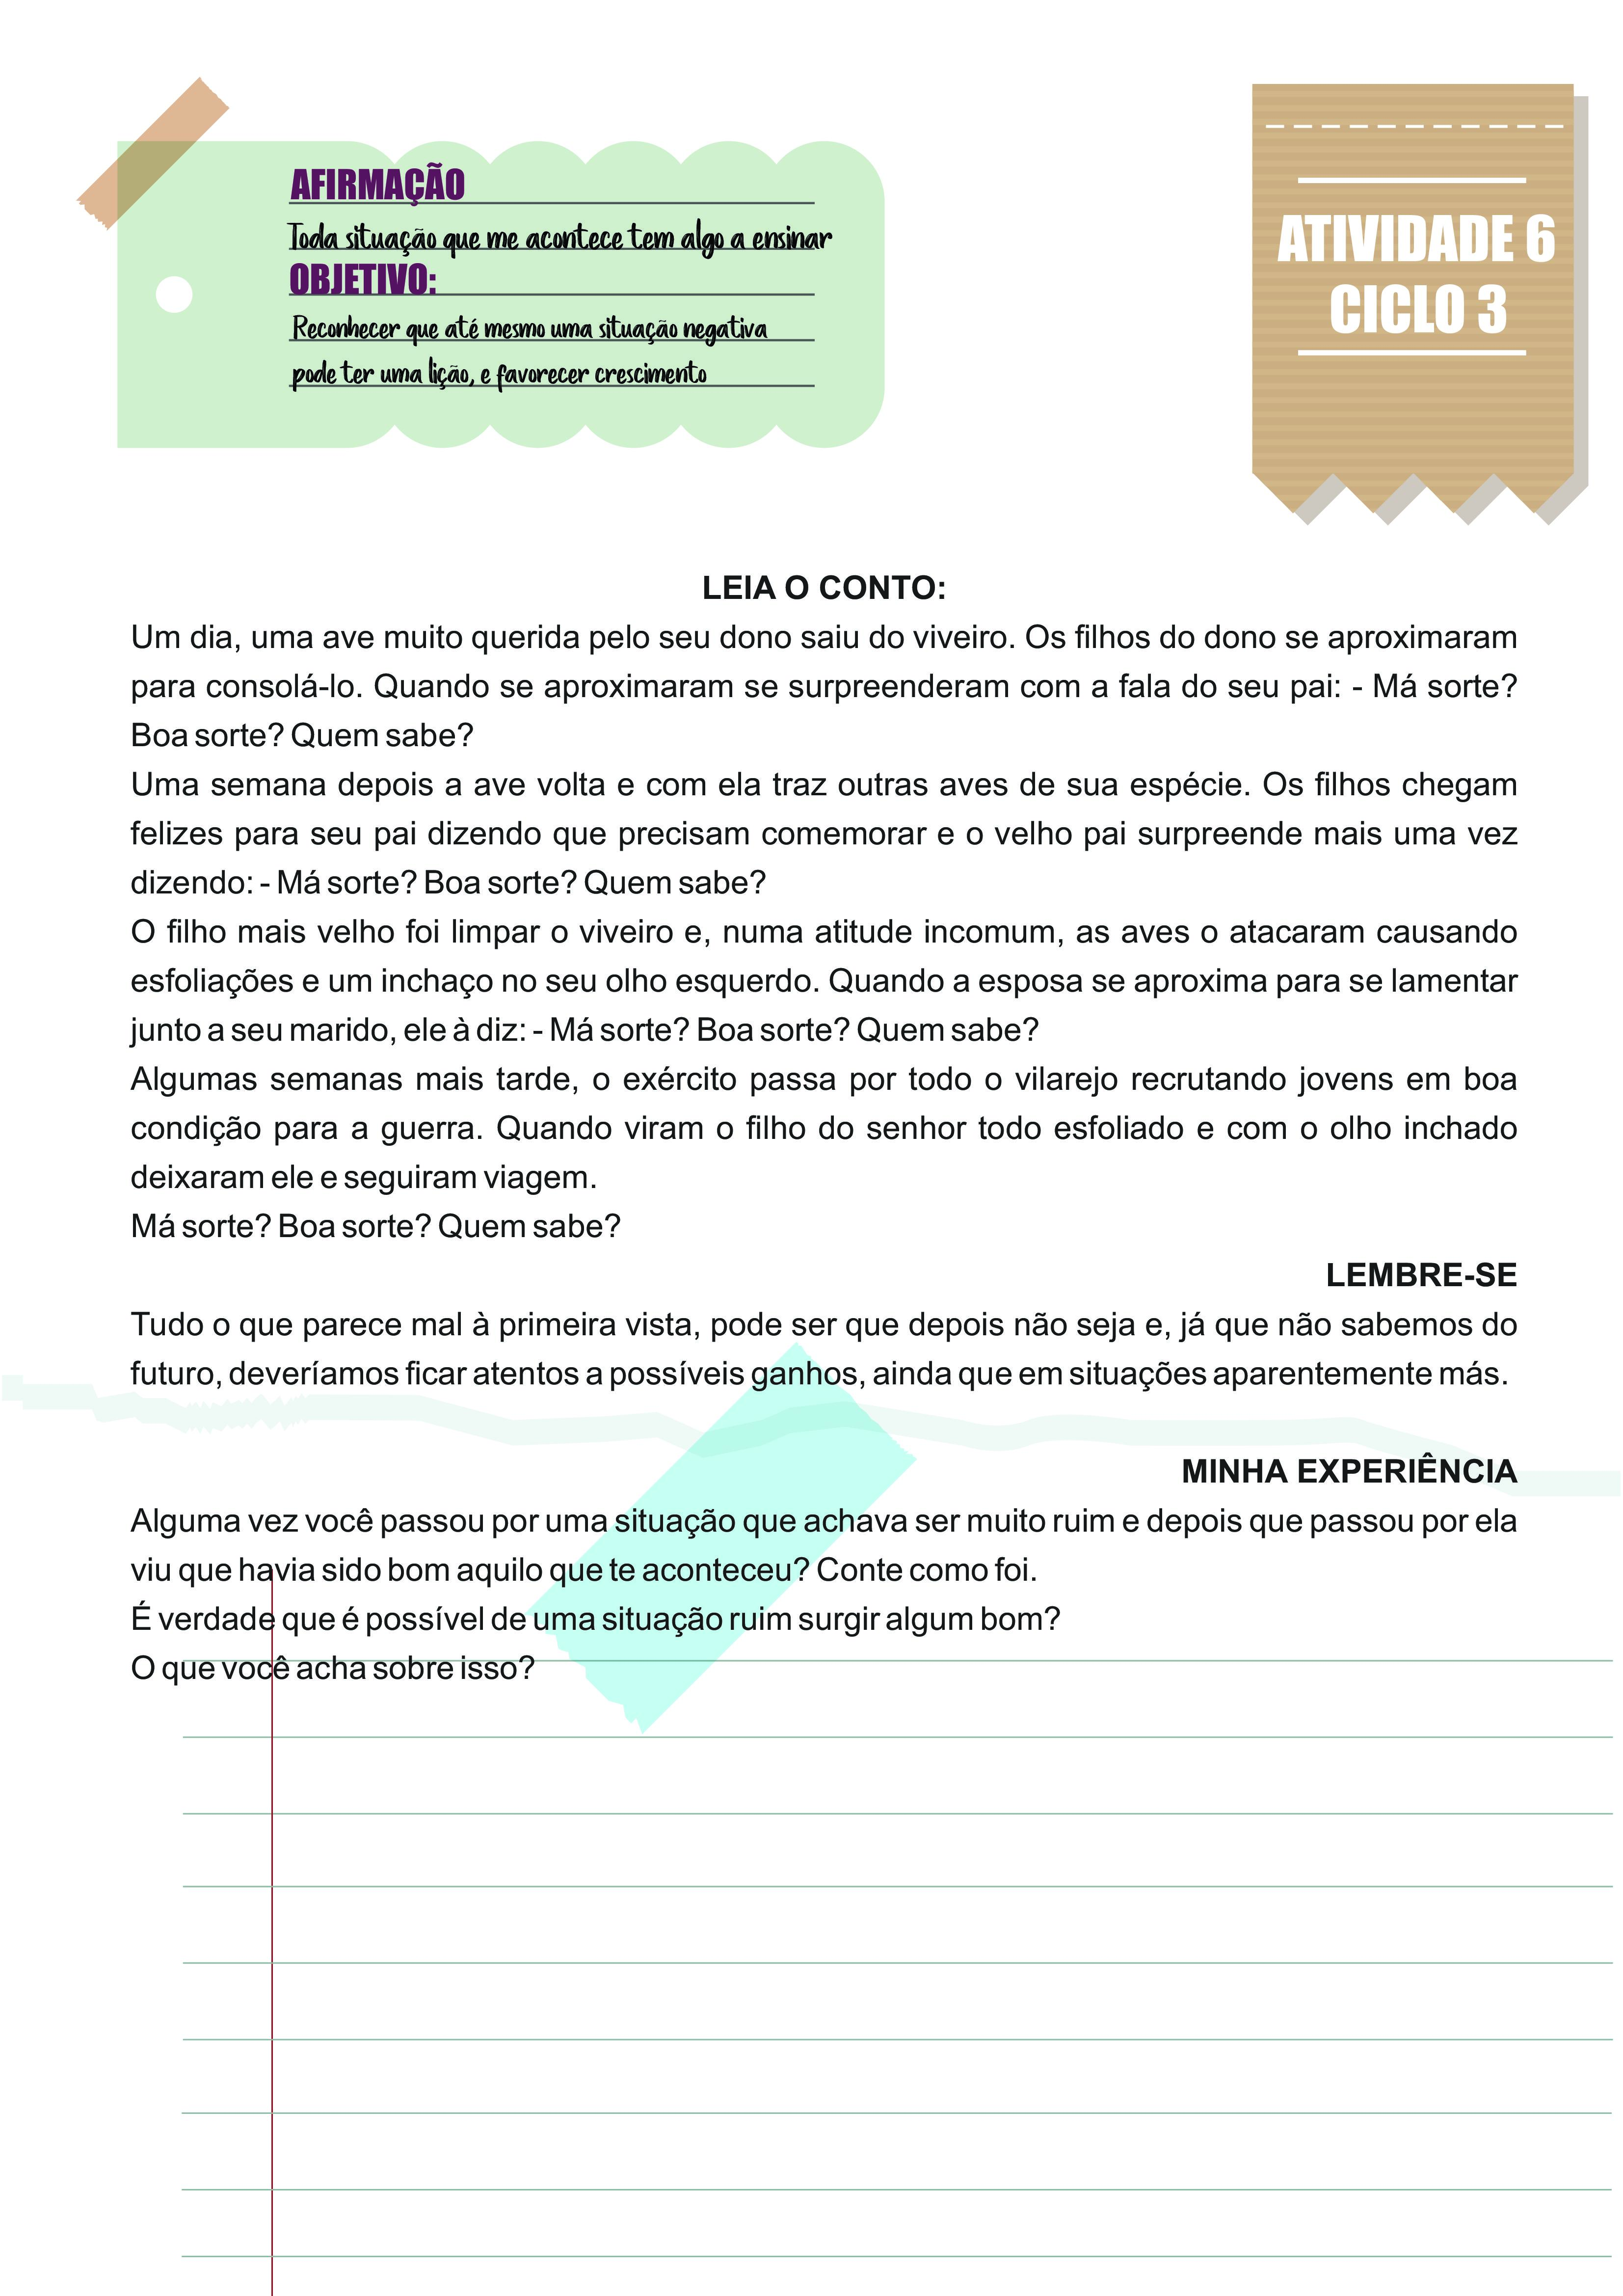 AFIRMAÇÃO
Toda situação que me acontece tem algo a ensinar
OBJETIVO:
Reconhecer que até mesmo uma situação negativa
pode ter uma lição, e favorecer crescimento
ATIVIDADE 6
CICLO 3
LEIA O CONTO:
Um dia, uma ave muito querida pelo seu dono saiu do viveiro. Os filhos do dono se aproximaram
para consolá-lo. Quando se aproximaram se surpreenderam com a fala do seu pai: - Má sorte?
Boa sorte? Quem sabe?
Uma semana depois a ave volta e com ela traz outras aves de sua espécie. Os filhos chegam
felizes para seu pai dizendo que precisam comemorar e o velho pai surpreende mais uma vez
dizendo: - Má sorte? Boa sorte? Quem sabe?
O filho mais velho foi limpar o viveiro e, numa atitude incomum, as aves o atacaram causando
esfoliações e um inchaço no seu olho esquerdo. Quando a esposa se aproxima para se lamentar
junto a seu marido, ele à diz: - Má sorte? Boa sorte? Quem sabe?
Algumas semanas mais tarde, o exército passa por todo o vilarejo recrutando jovens em boa
condição para a guerra. Quando viram o filho do senhor todo esfoliado e com o olho inchado
deixaram ele e seguiram viagem.
Má sorte? Boa sorte? Quem sabe?
LEMBRE-SE
Tudo o que parece mal à primeira vista, pode ser que depois não seja e, já que não sabemos do
futuro, deveríamos ficar atentos a possíveis ganhos, ainda que em situações aparentemente más.
MINHA EXPERIÊNCIA
Alguma vez você passou por uma situação que achava ser muito ruim e depois que passou por ela
viu que havia sido bom aquilo que te aconteceu? Conte como foi.
É verdade que é possível de uma situação ruim surgir algum bom?
O que você acha sobre isso?